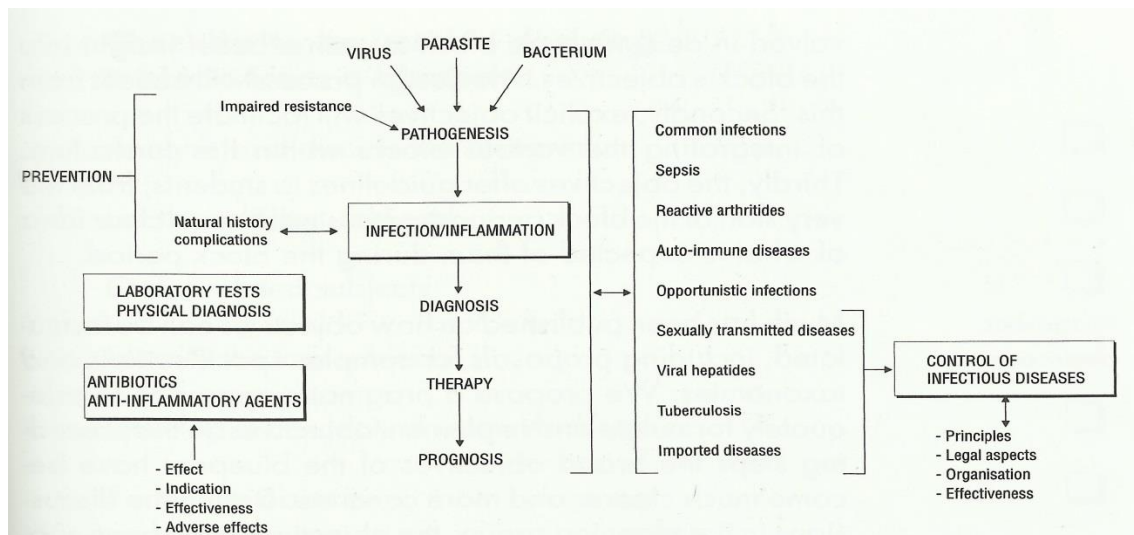 VIRUS
PARASITE
BACTERIUM
Impaired resistance
PATHOGENESIS
PREVENTION
Natural history
complications
INFECTION/INFLAMMATION
LABORATORY TESTS
PHYSICAL DIAGNOSIS
DIAGNOSIS
ANTIBIOTICS
ANTI-INFLAMMATORY AGENTS
THERAPY
PROGNOSIS
- Effect
- Indication
- Effectiveness
- Adverse effects
Common infections
Sepsis
Reactive arthritides
Auto-immune diseases
Opportunistic infections
Sexually transmitted diseases
Viral hepatides
Tuberculosis
Imported diseases
CONTROL OF
INFECTIOUS DISEASES
- Principles
- Legal aspects
- Organisation
- Effectiveness